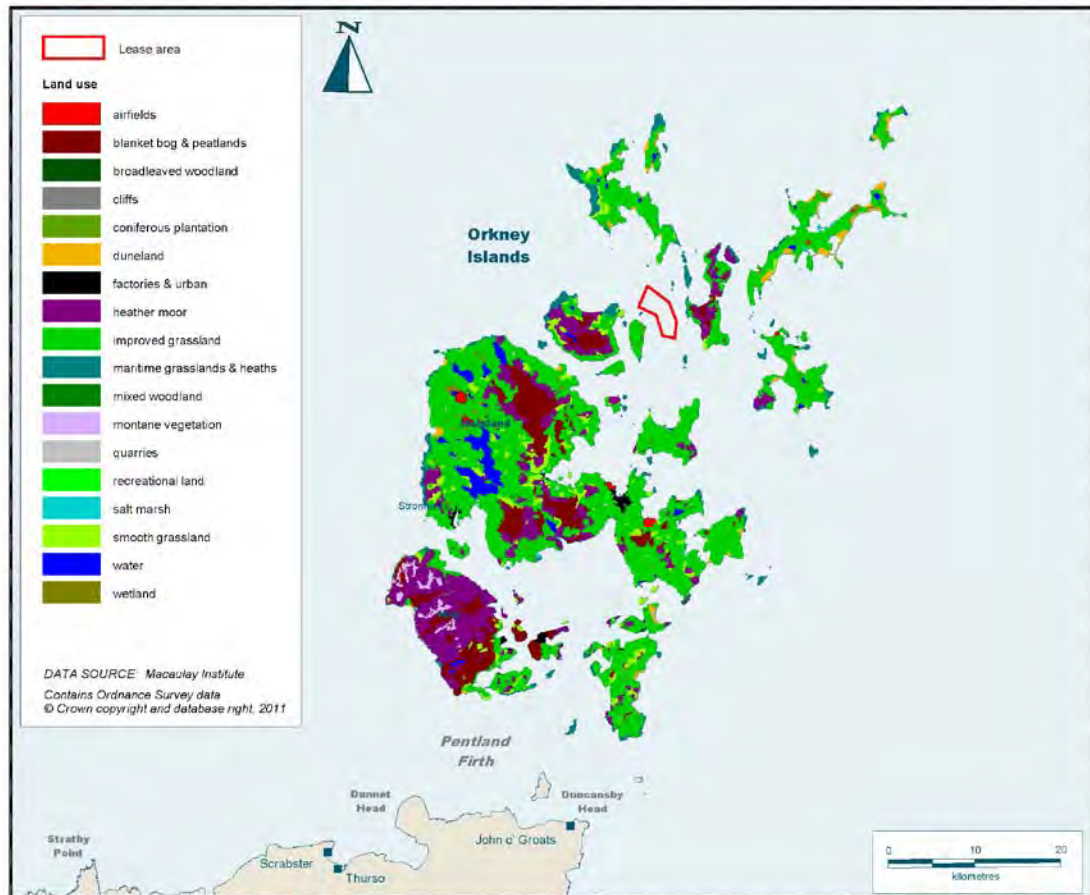 Lease area
Land use
airfields
blanket bog & peatlands
broadleaved woodland
cliffs
coniferous plantation
duneland
factories & urban
heather moor
improved grassland
maritime grasslands & heaths
mixed woodland
montane vegetation
quarries
recreational land
salt marsh
smooth grassland
water
wetland
DATA SOURCE: Macaulay Institute
Contains Ordnance Survey data
© Crown copyright and database right, 2011
N
Orkney
Islands
Pentland
Firth
Dunnet
Head
Duncansby
Head
John o' Groats
Strathy
Point
Scrabster
Thurso
0 10 20
kilometres